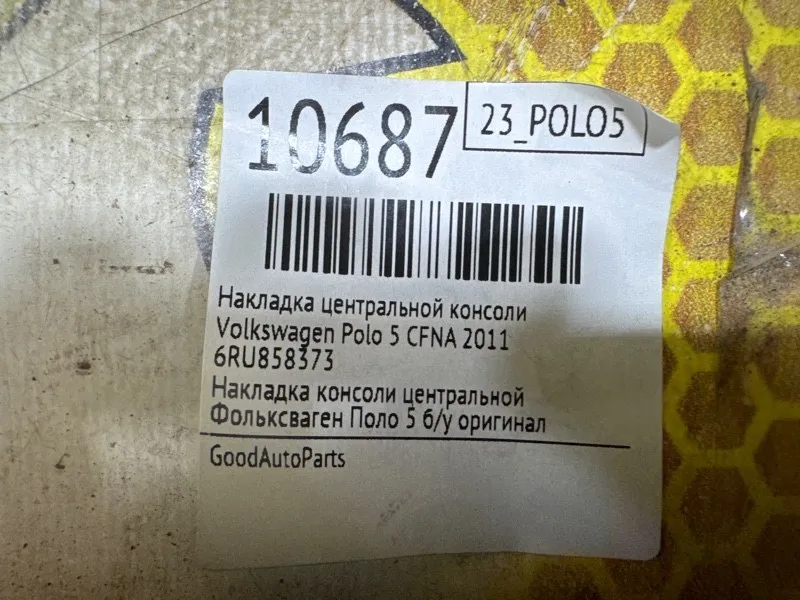 10687
23_POLO5
Накладка центральной консоли
Volkswagen Polo 5 CFNA 2011
6RU858373
Накладка консоли центральной
Фольксваген Поло 5 б/у оригинал
GoodAutoParts